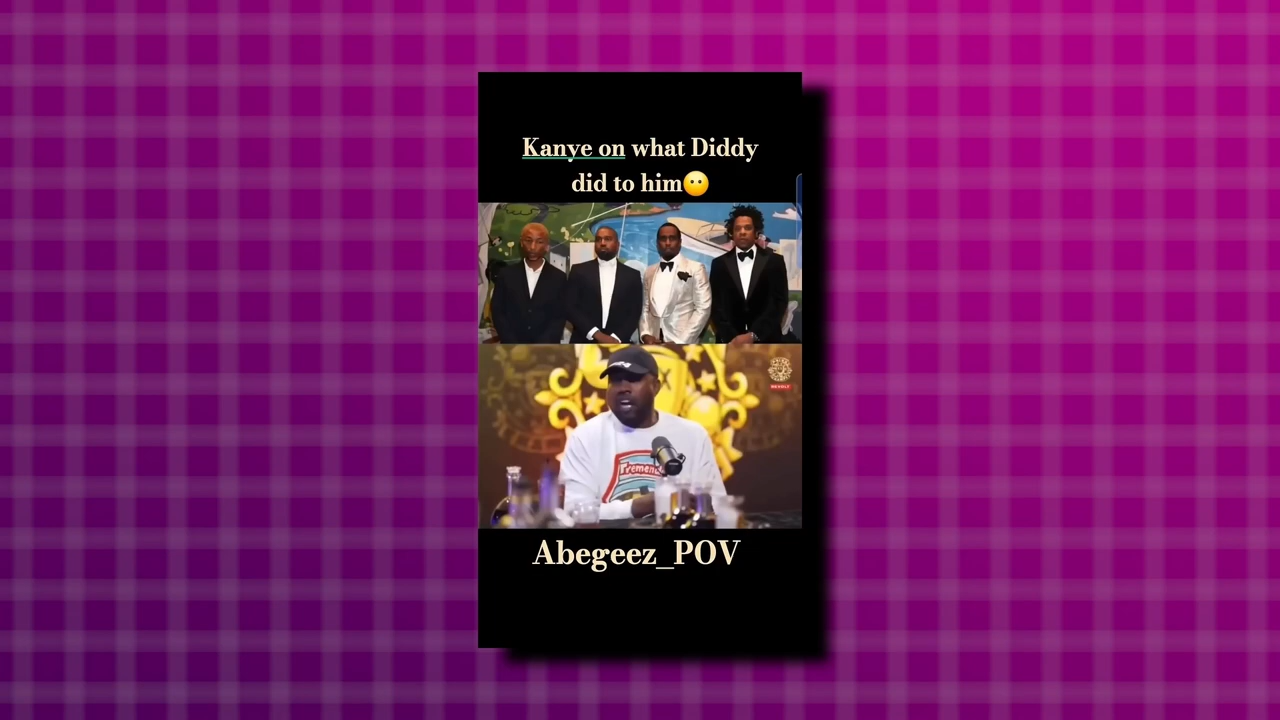 Kanye on what Diddy
did to him😶
Abegeez_POV